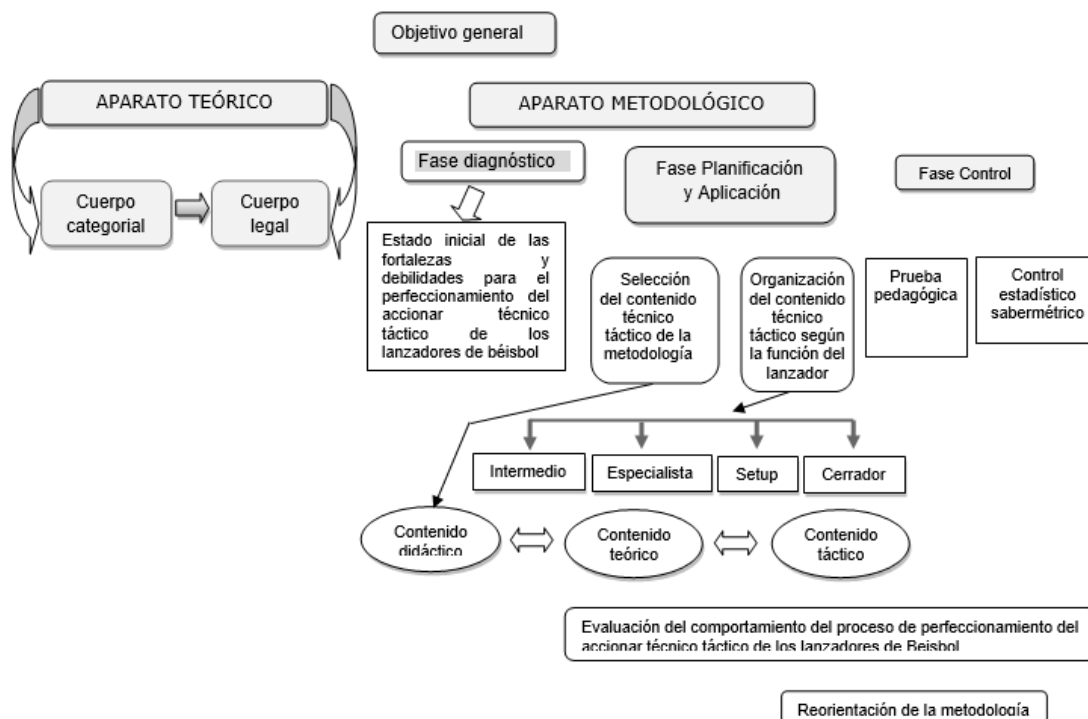 Objetivo general
APARATO TEÓRICO
APARATO METODOLÓGICO
Fase diagnóstico
Fase Planificación
y Aplicación
Fase Control
Cuerpo
categorial
Cuerpo
legal
Estado inicial de las
fortalezas y
debilidades para el
perfeccionamiento del
accionar técnico
táctico de los
lanzadores de béisbol
Selección
del contenido
técnico
táctico de la
metodología
Organización
del contenido
técnico
táctico según
la función del
lanzador
Prueba
pedagógica
Control
estadístico
sabermétrico
Intermedio
Especialista
Setup
Cerrador
Contenido
didáctico
Contenido
teórico
Contenido
táctico
Evaluación del comportamiento del proceso de perfeccionamiento del
accionar técnico táctico de los lanzadores de Beisbol
Reorientación de la metodología